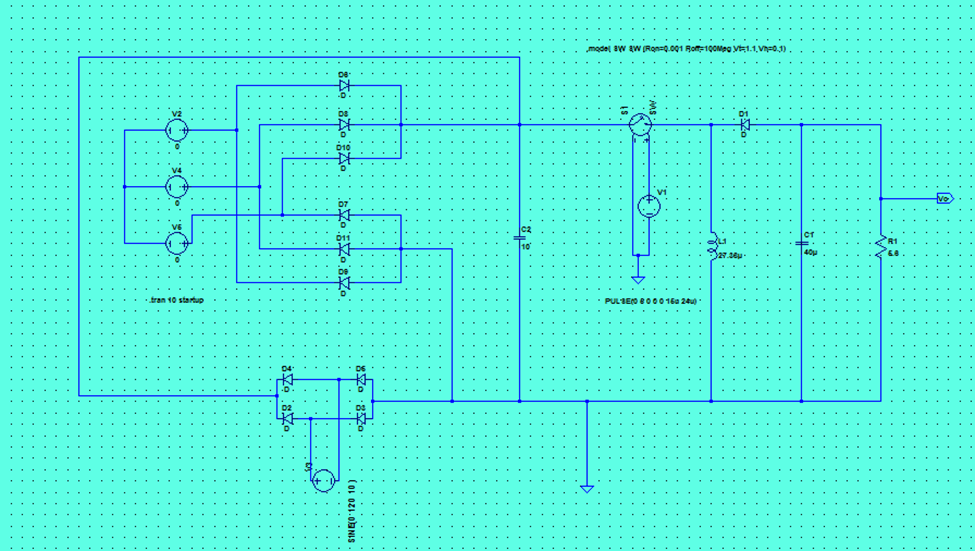 .model SW SW (Ron=0.001 Roff=100Meg Vt=1.1 Vh=0.1)
D6
D
V2
0
D8
D
S1
SW
D1
D
D10
D
V4
0
V1
Vo
D7
D
V5
0
C2
10
D11
D
L1
27.35µ
C1
40µ
R1
5.6
D9
D
.tran 10 startup
PULSE(0 5 0 0 0 15u 24u)
D4
D
D5
D
D2
D
D3
D
V3
SINE(0 120 10 )